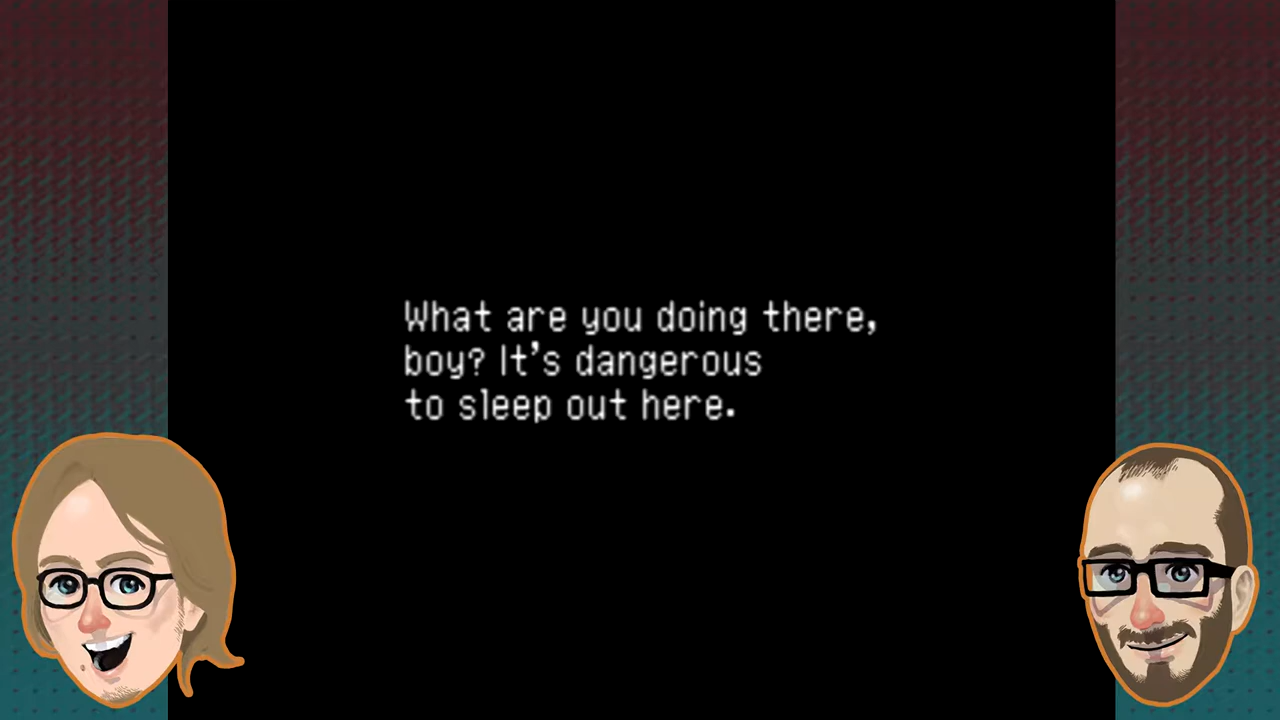 What are you doing there,
boy? It's dangerous
to sleep out here.